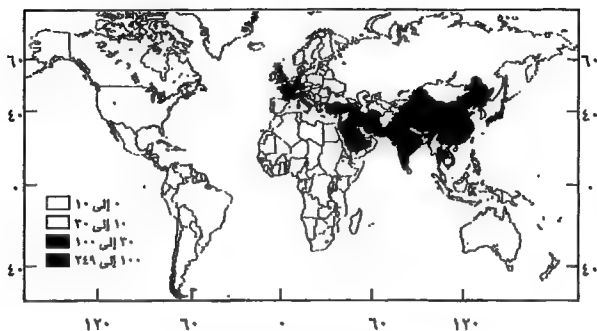 ٦٠ ٦٠
٤٠ ٤٠
٠ ٠
٤٠ ٤٠
٠ إلى ١٠
١٠ إلى ٣٠
٣٠ إلى ١٠٠
١٠٠ إلى ٢٤٩
١٢٠ ٦٠ ٠ ٦٠ ١٢٠